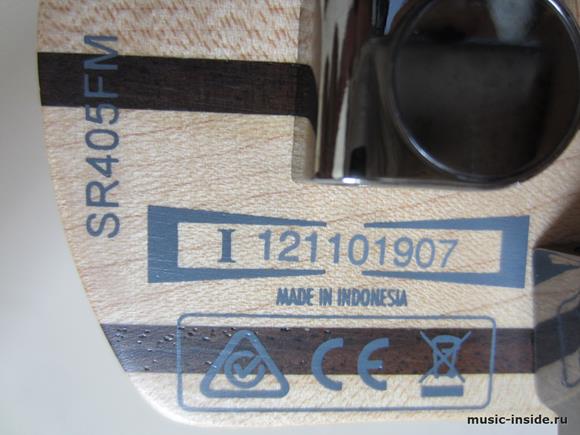 SR405FM
I 121101907
MADE IN INDONESIA
CE
music-inside.ru